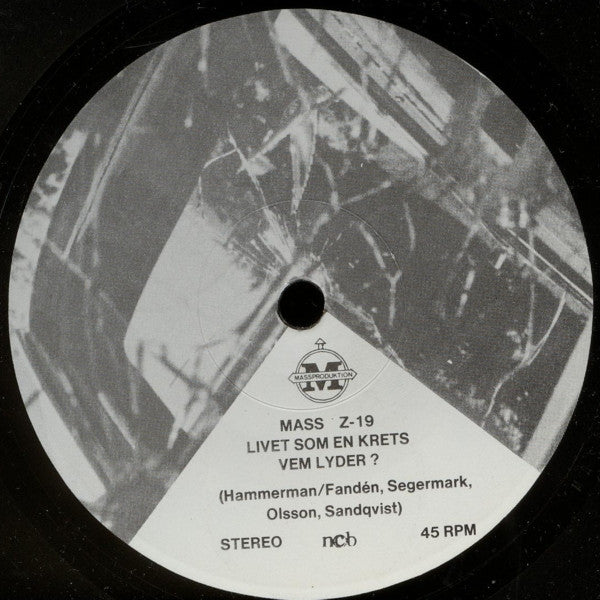 MASSPRODUKTION
M
MASS Z-19
LIVET SOM EN KRETS
VEM LYDER ?
(Hammerman/Fandén, Segermark,
Olsson, Sandqvist)
STEREO ncb 45 RPM